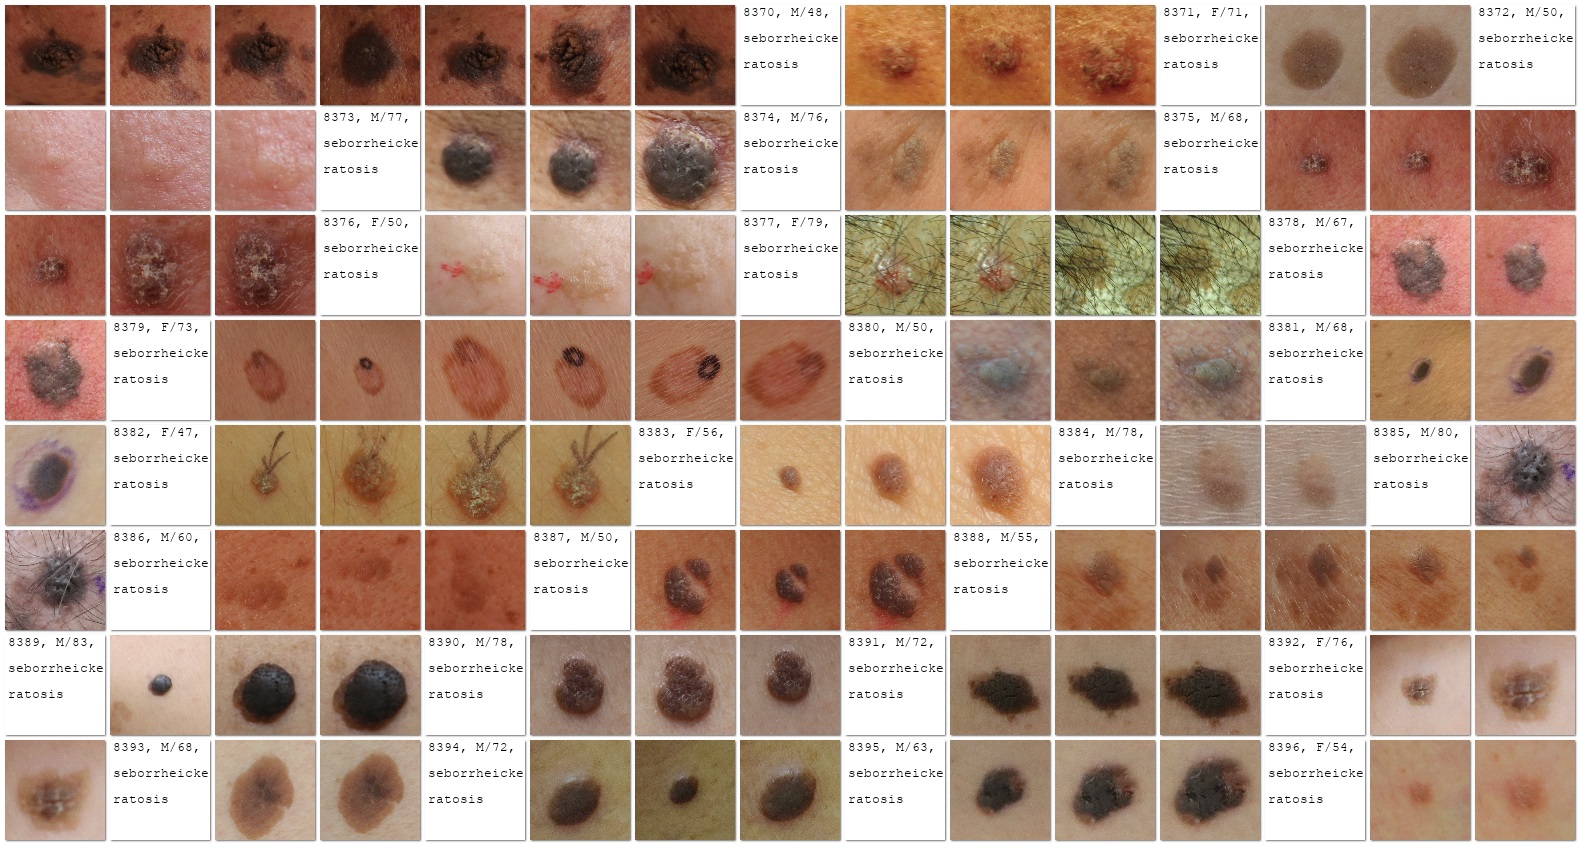 8370, M/48,
seborrheicke
ratosis
8371, F/71,
seborrheicke
ratosis
8372, M/50,
seborrheicke
ratosis
8373, M/77,
seborrheicke
ratosis
8374, M/76,
seborrheicke
ratosis
8375, M/68,
seborrheicke
ratosis
8376, F/50,
seborrheicke
ratosis
8377, F/79,
seborrheicke
ratosis
8378, M/67,
seborrheicke
ratosis
8379, F/73,
seborrheicke
ratosis
8380, M/50,
seborrheicke
ratosis
8381, M/68,
seborrheicke
ratosis
8382, F/47,
seborrheicke
ratosis
8383, F/56,
seborrheicke
ratosis
8384, M/78,
seborrheicke
ratosis
8385, M/80,
seborrheicke
ratosis
8386, M/60,
seborrheicke
ratosis
8387, M/50,
seborrheicke
ratosis
8388, M/55,
seborrheicke
ratosis
8389, M/83,
seborrheicke
ratosis
8390, M/78,
seborrheicke
ratosis
8391, M/72,
seborrheicke
ratosis
8392, F/76,
seborrheicke
ratosis
8393, M/68,
seborrheicke
ratosis
8394, M/72,
seborrheicke
ratosis
8395, M/63,
seborrheicke
ratosis
8396, F/54,
seborrheicke
ratosis